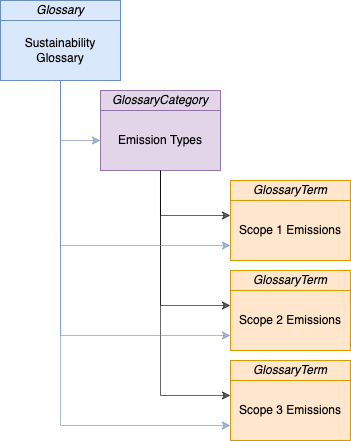 Glossary
Sustainability
Glossary
GlossaryCategory
Emission Types
GlossaryTerm
Scope 1 Emissions
GlossaryTerm
Scope 2 Emissions
GlossaryTerm
Scope 3 Emissions